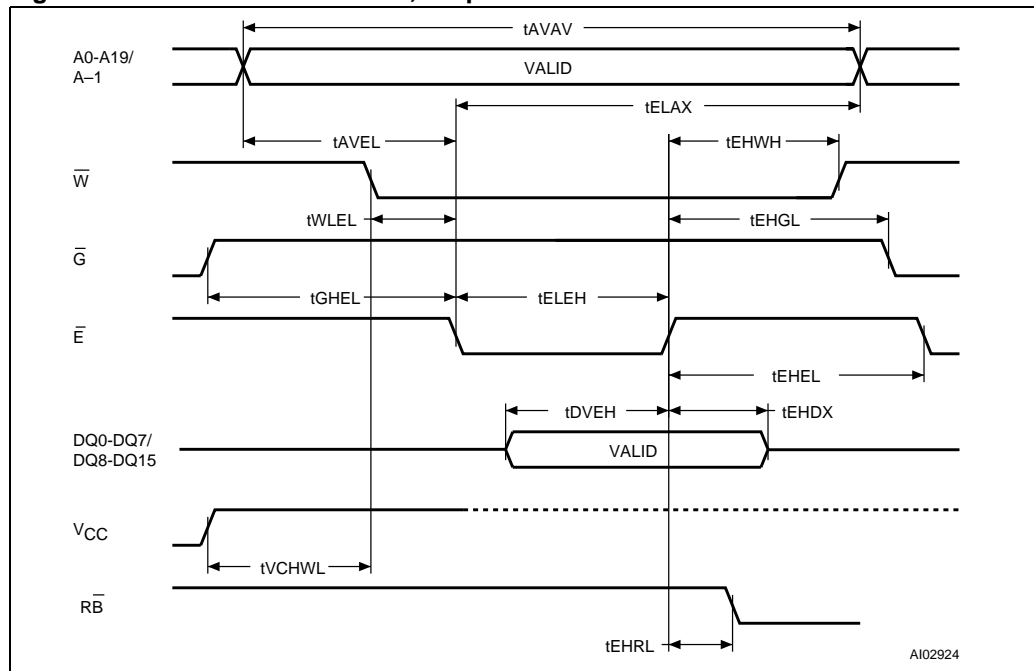 tAVAV
A0-A19/
A–1
VALID
tELAX
tAVEL
tEHWH
W̅
tWLEL
tEHGL
G̅
tGHEL
tELEH
E̅
tEHEL
tDVEH
tEHDX
DQ0-DQ7/
DQ8-DQ15
VALID
VCC
tVCHWL
RB̅
tEHRL
AI02924